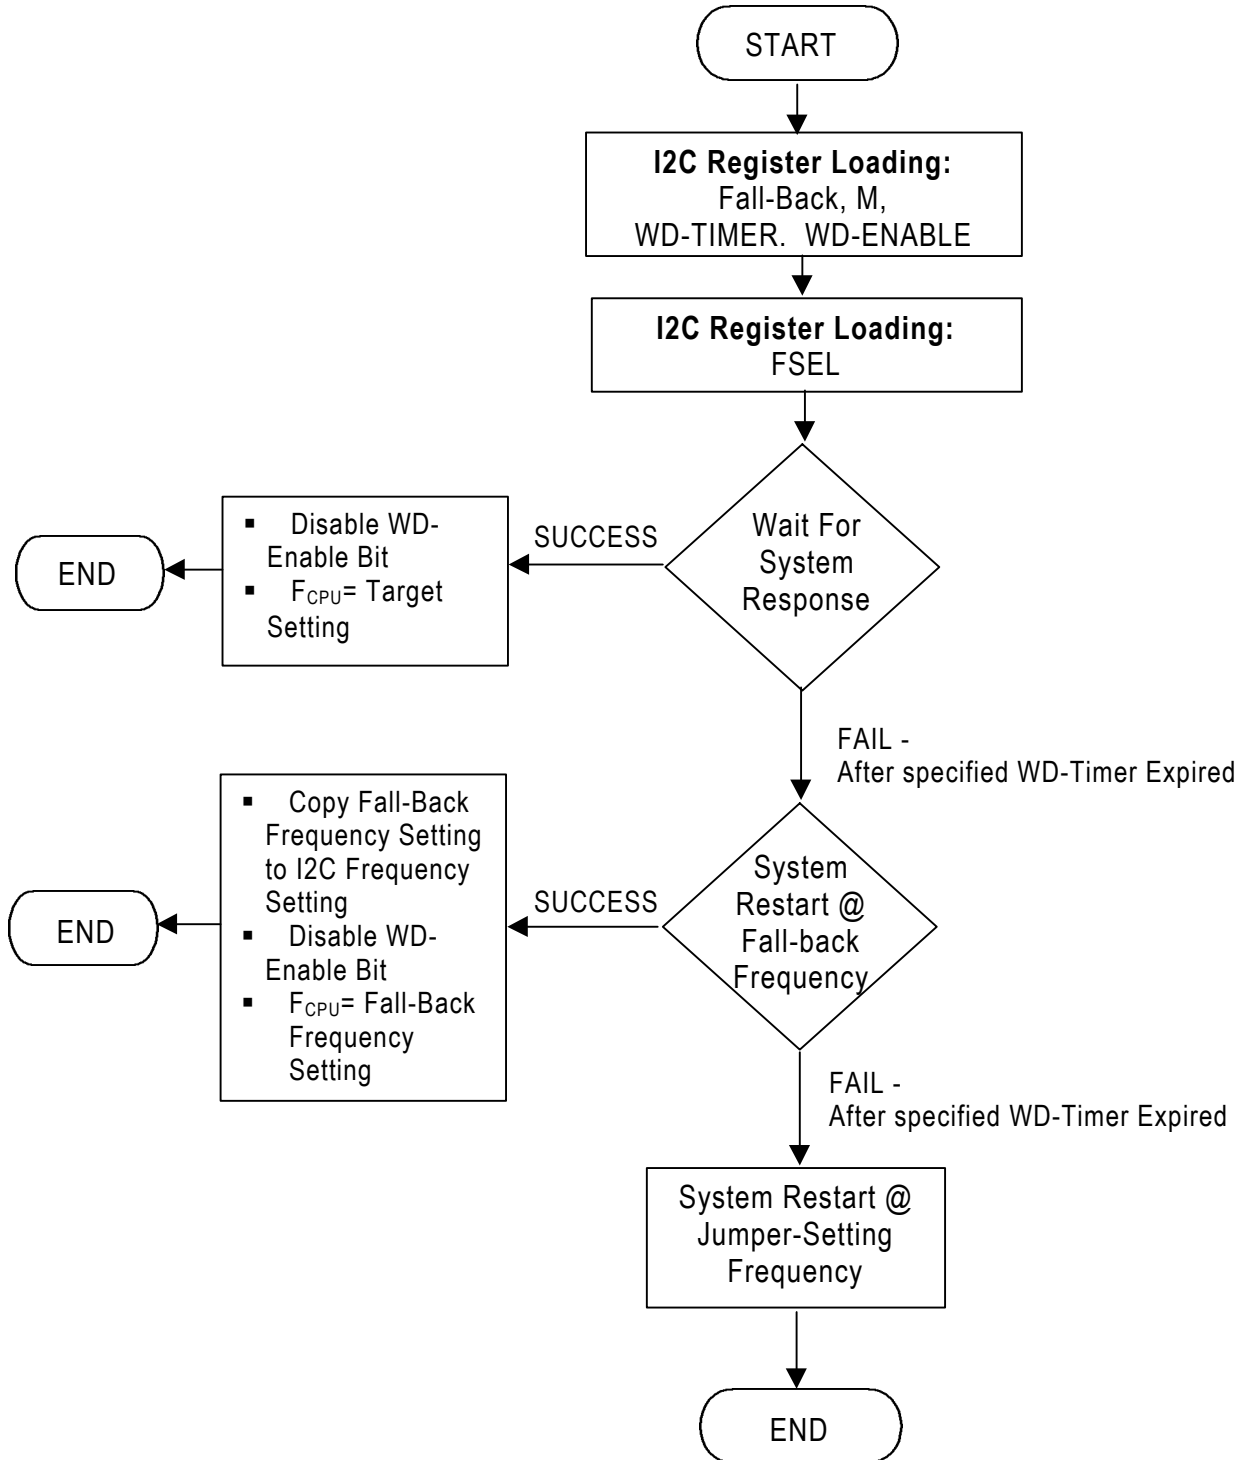 START
I2C Register Loading:
Fall-Back, M,
WD-TIMER. WD-ENABLE
I2C Register Loading:
FSEL
Wait For
System
Response
SUCCESS
▪ Disable WD-
Enable Bit
▪ FCPU= Target
Setting
END
FAIL -
After specified WD-Timer Expired
System
Restart @
Fall-back
Frequency
SUCCESS
▪ Copy Fall-Back
Frequency Setting
to I2C Frequency
Setting
▪ Disable WD-
Enable Bit
▪ FCPU= Fall-Back
Frequency
Setting
END
FAIL -
After specified WD-Timer Expired
System Restart @
Jumper-Setting
Frequency
END